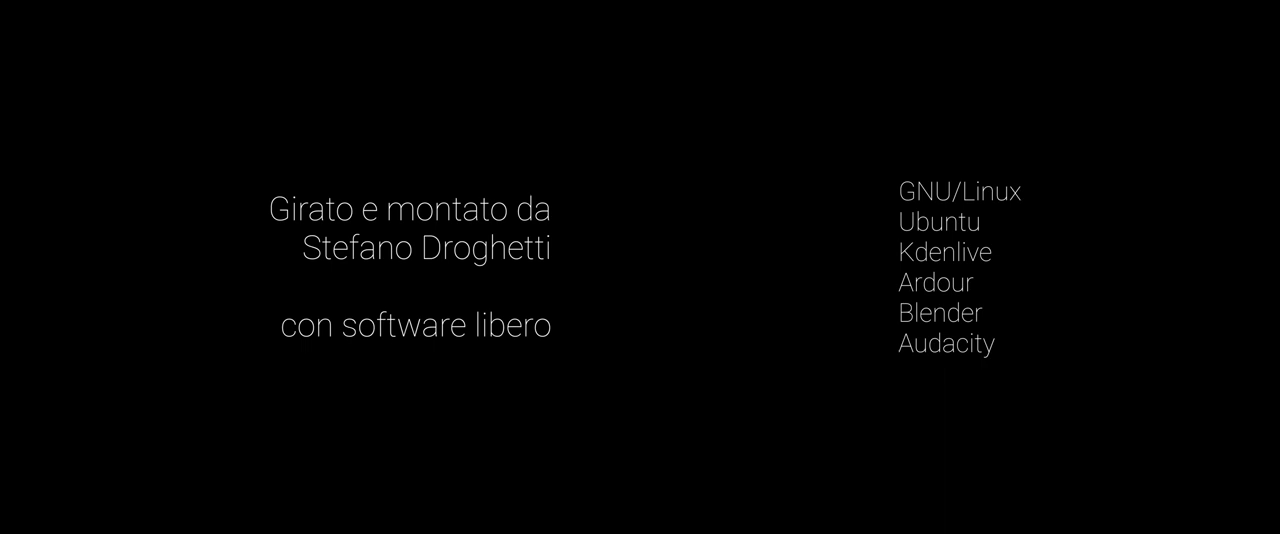 Girato e montato da
Stefano Droghetti
con software libero
GNU/Linux
Ubuntu
Kdenlive
Ardour
Blender
Audacity